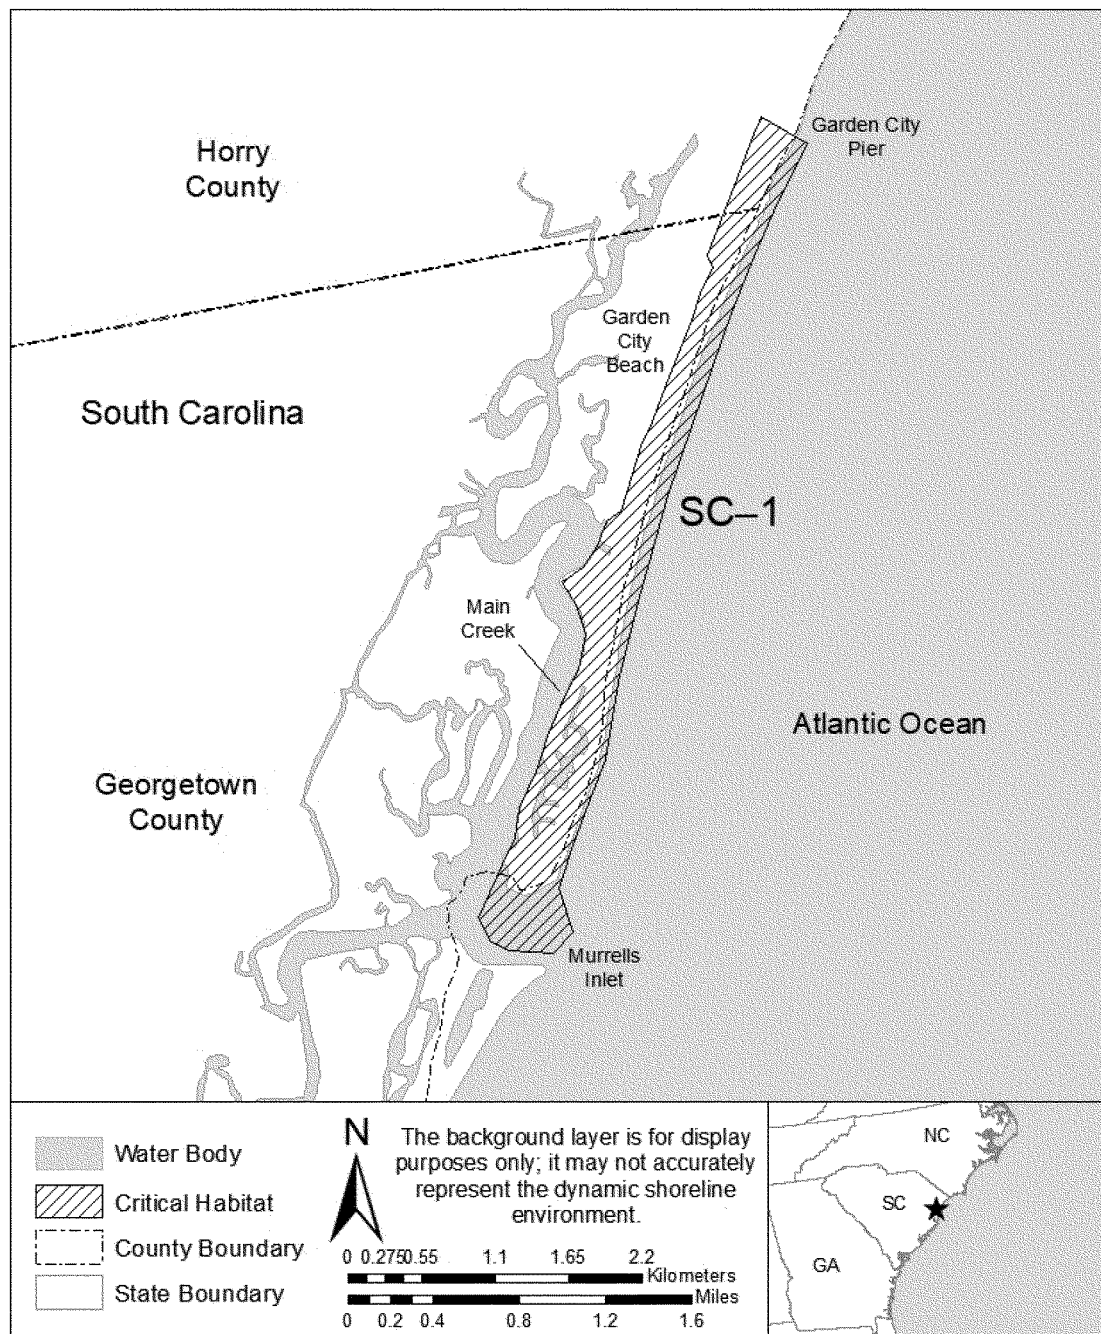 Garden City
Pier
Horry
County
Garden
City
Beach
South Carolina
SC–1
Main
Creek
Atlantic Ocean
Georgetown
County
Murrells
Inlet
Water Body
Critical Habitat
County Boundary
State Boundary
N
The background layer is for display
purposes only; it may not accurately
represent the dynamic shoreline
environment.
0 0.275 0.55 1.1 1.65 2.2
Kilometers
Miles
0 0.2 0.4 0.8 1.2 1.6
NC
SC
GA